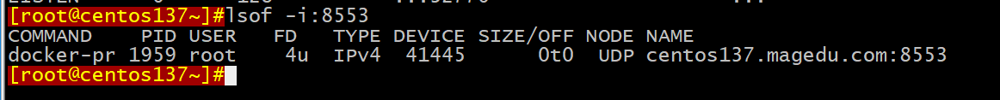 [root@centos137~]#lsof -i:8553
COMMAND PID USER FD TYPE DEVICE SIZE/OFF NODE NAME
docker-pr 1959 root 4u IPv4 41445 0t0 UDP centos137.magedu.com:8553
[root@centos137~]#